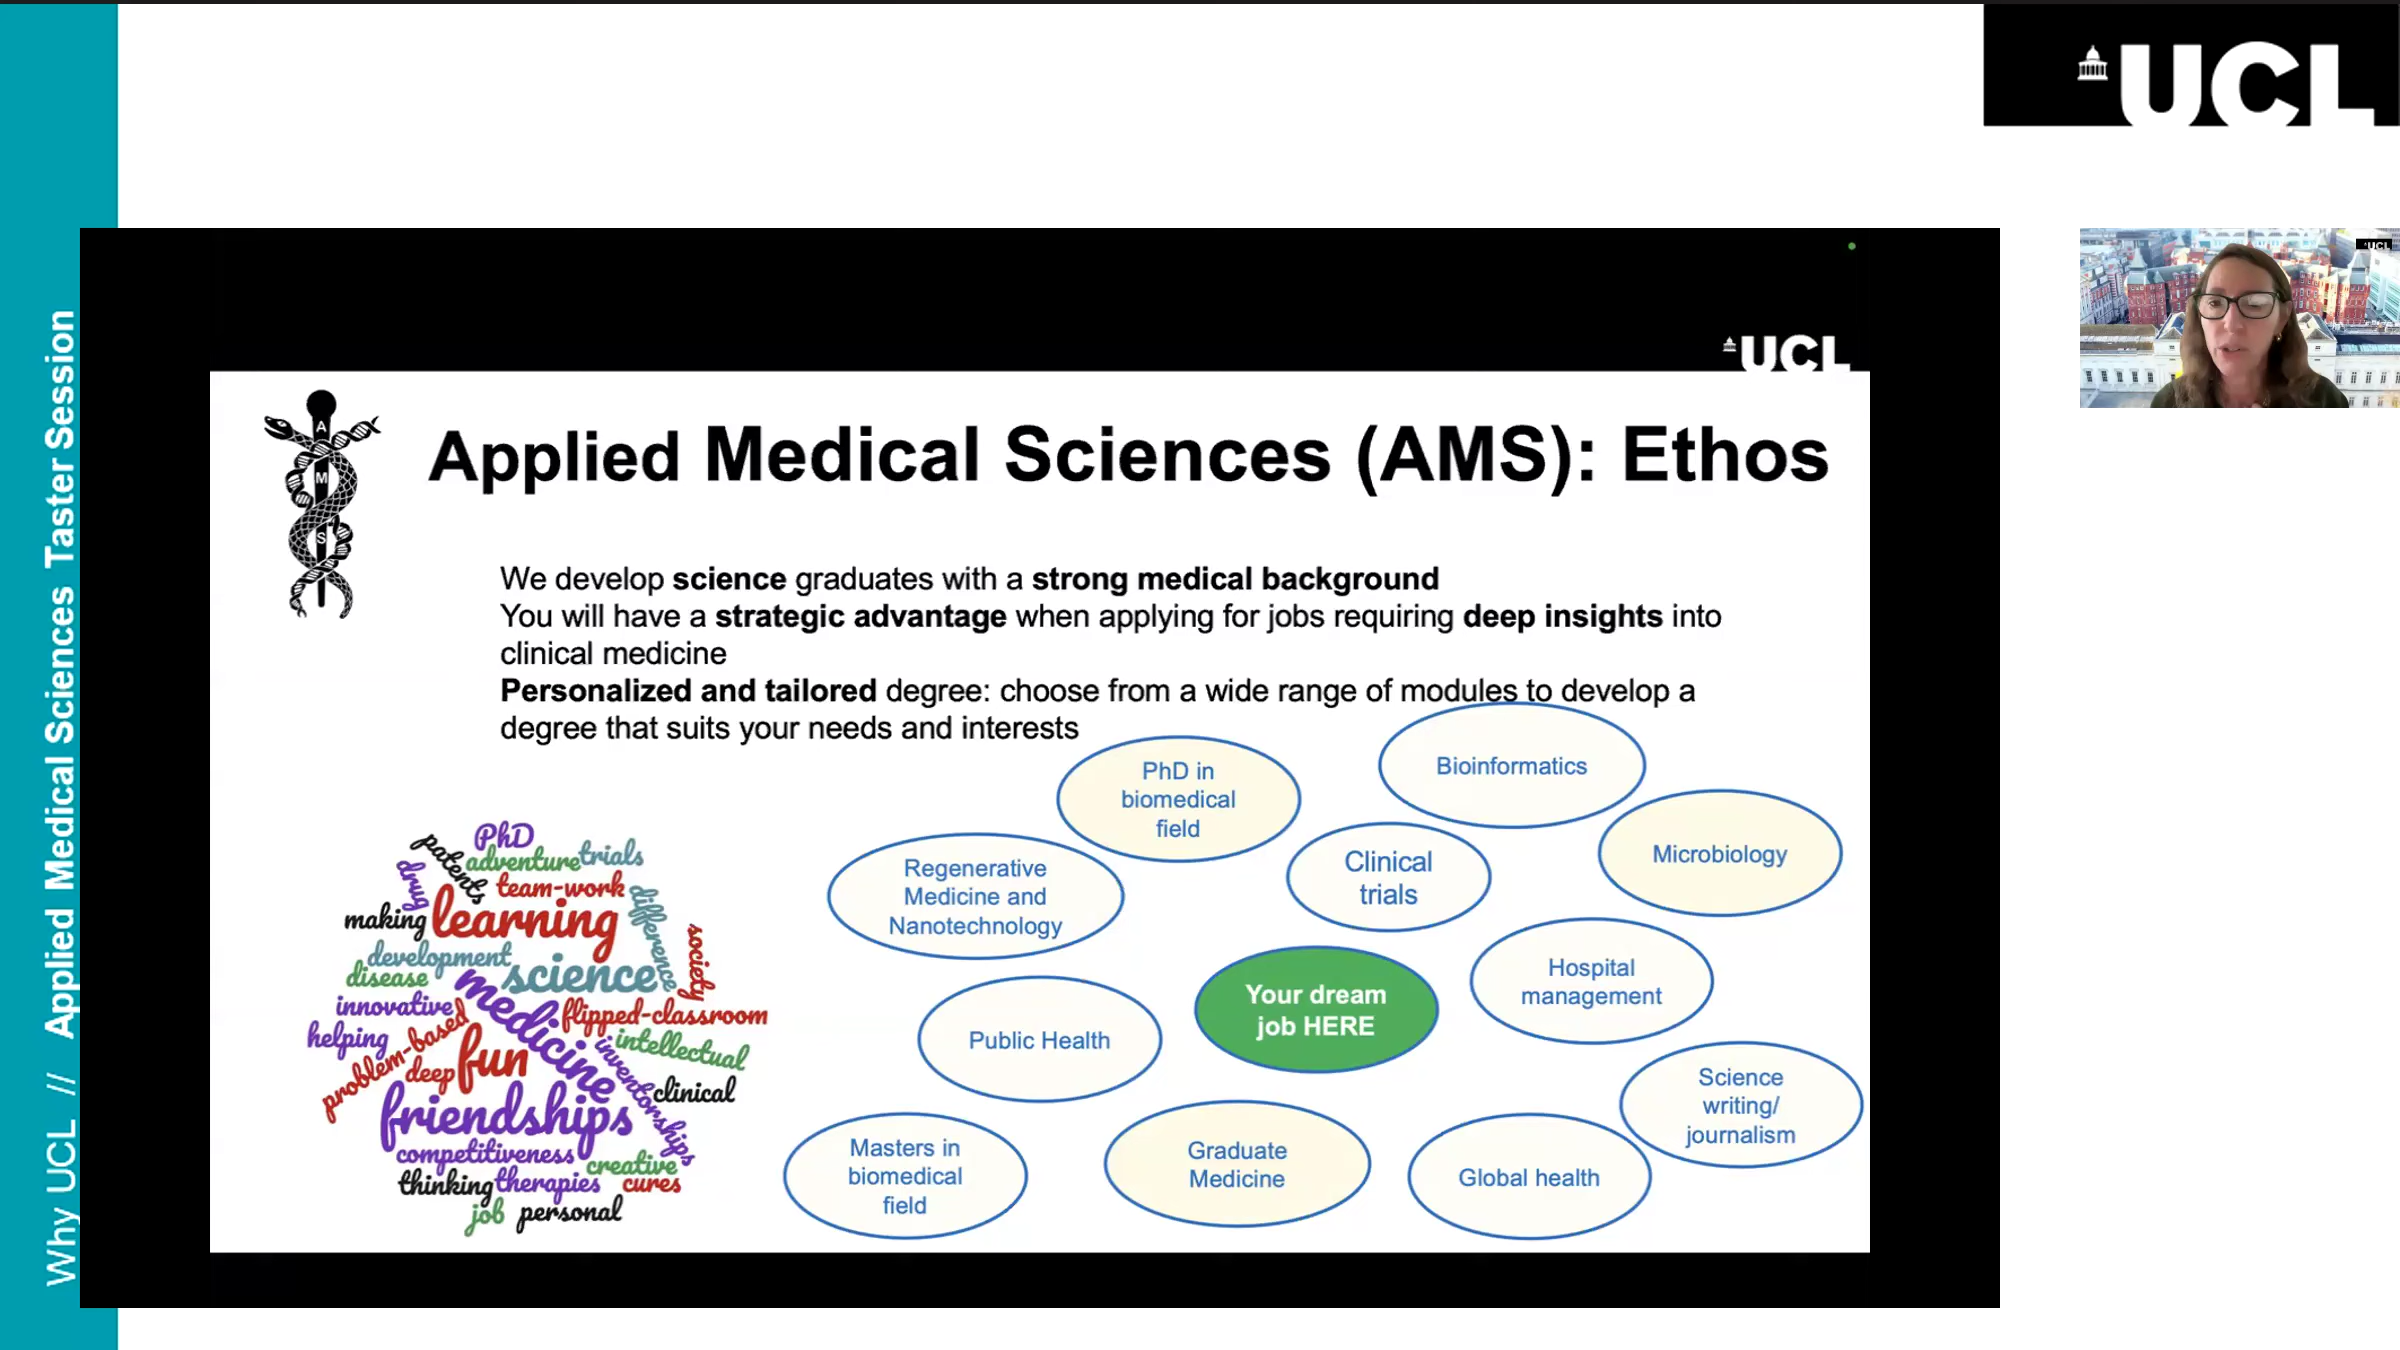 UCL
UCL
Why UCL // Applied Medical Sciences Taster Session
UCL
A
M
S
Applied Medical Sciences (AMS): Ethos
We develop science graduates with a strong medical background
You will have a strategic advantage when applying for jobs requiring deep insights into
clinical medicine
Personalized and tailored degree: choose from a wide range of modules to develop a
degree that suits your needs and interests
PhD in
biomedical
field
Bioinformatics
Regenerative
Medicine and
Nanotechnology
Clinical
trials
Microbiology
Public Health
Your dream
job HERE
Hospital
management
Science
writing/
journalism
Masters in
biomedical
field
Graduate
Medicine
Global health
PhD
patents
adventure
trials
drug
team-work
difference
making
learning
society
development
science
disease
medicine
innovative
flipped-classroom
helping
problem-based
fun
intellectual
deep
inventorships
clinical
friendships
competitiveness
creative
thinking
therapies
cures
job
personal